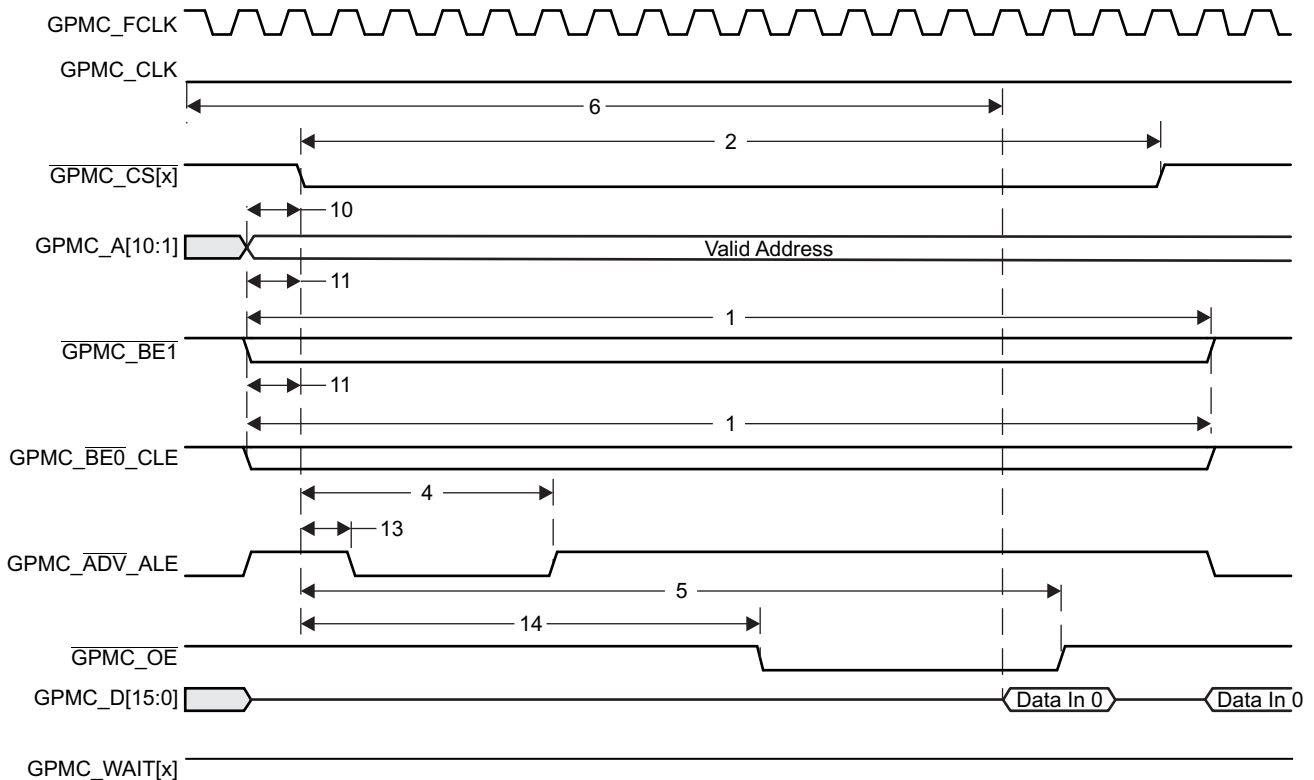 GPMC_FCLK
GPMC_CLK
6
2
GPMC_CS[x]
10
GPMC_A[10:1]
Valid Address
11
1
GPMC_BE1
11
1
GPMC_BE0_CLE
4
13
GPMC_ADV_ALE
5
14
GPMC_OE
GPMC_D[15:0]
Data In 0
Data In 0
GPMC_WAIT[x]